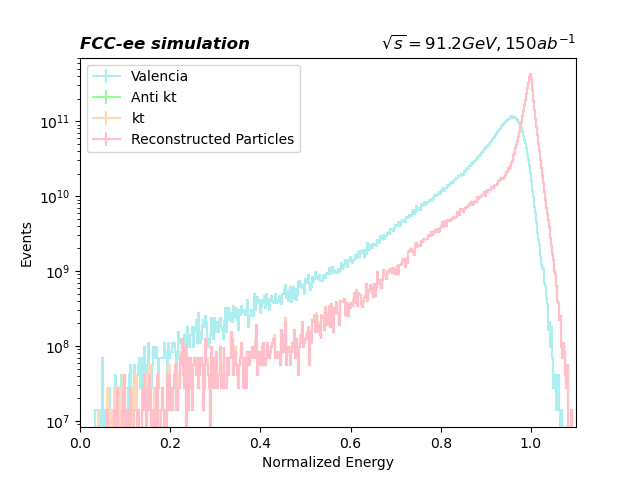 FCC-ee simulation
√s = 91.2GeV, 150ab⁻¹
Valencia
Anti kt
kt
Reconstructed Particles
10¹¹
10¹⁰
10⁹
10⁸
10⁷
Events
0.0 0.2 0.4 0.6 0.8 1.0
Normalized Energy